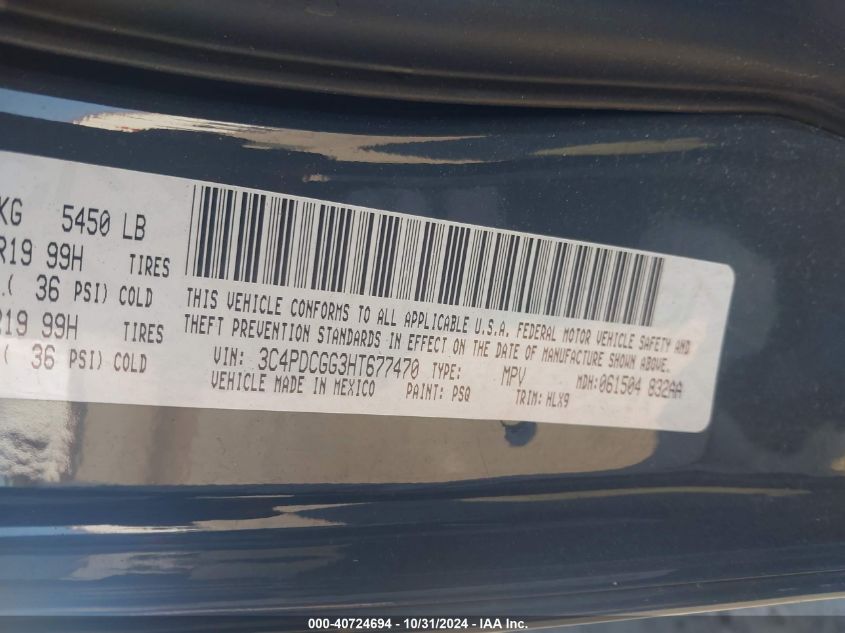 KG 5450 LB
R19 99H TIRES
( 36 PSI) COLD
R19 99H TIRES
( 36 PSI) COLD
THIS VEHICLE CONFORMS TO ALL APPLICABLE U.S.A. FEDERAL MOTOR VEHICLE SAFETY AND
THEFT PREVENTION STANDARDS IN EFFECT ON THE DATE OF MANUFACTURE SHOWN ABOVE.
VIN: 3C4PDCGG3HT677470 TYPE: MPV MDH:061504 832AA
VEHICLE MADE IN MEXICO PAINT: PSQ TRIM: HLX9
000-40724694 - 10/31/2024 - IAA Inc.